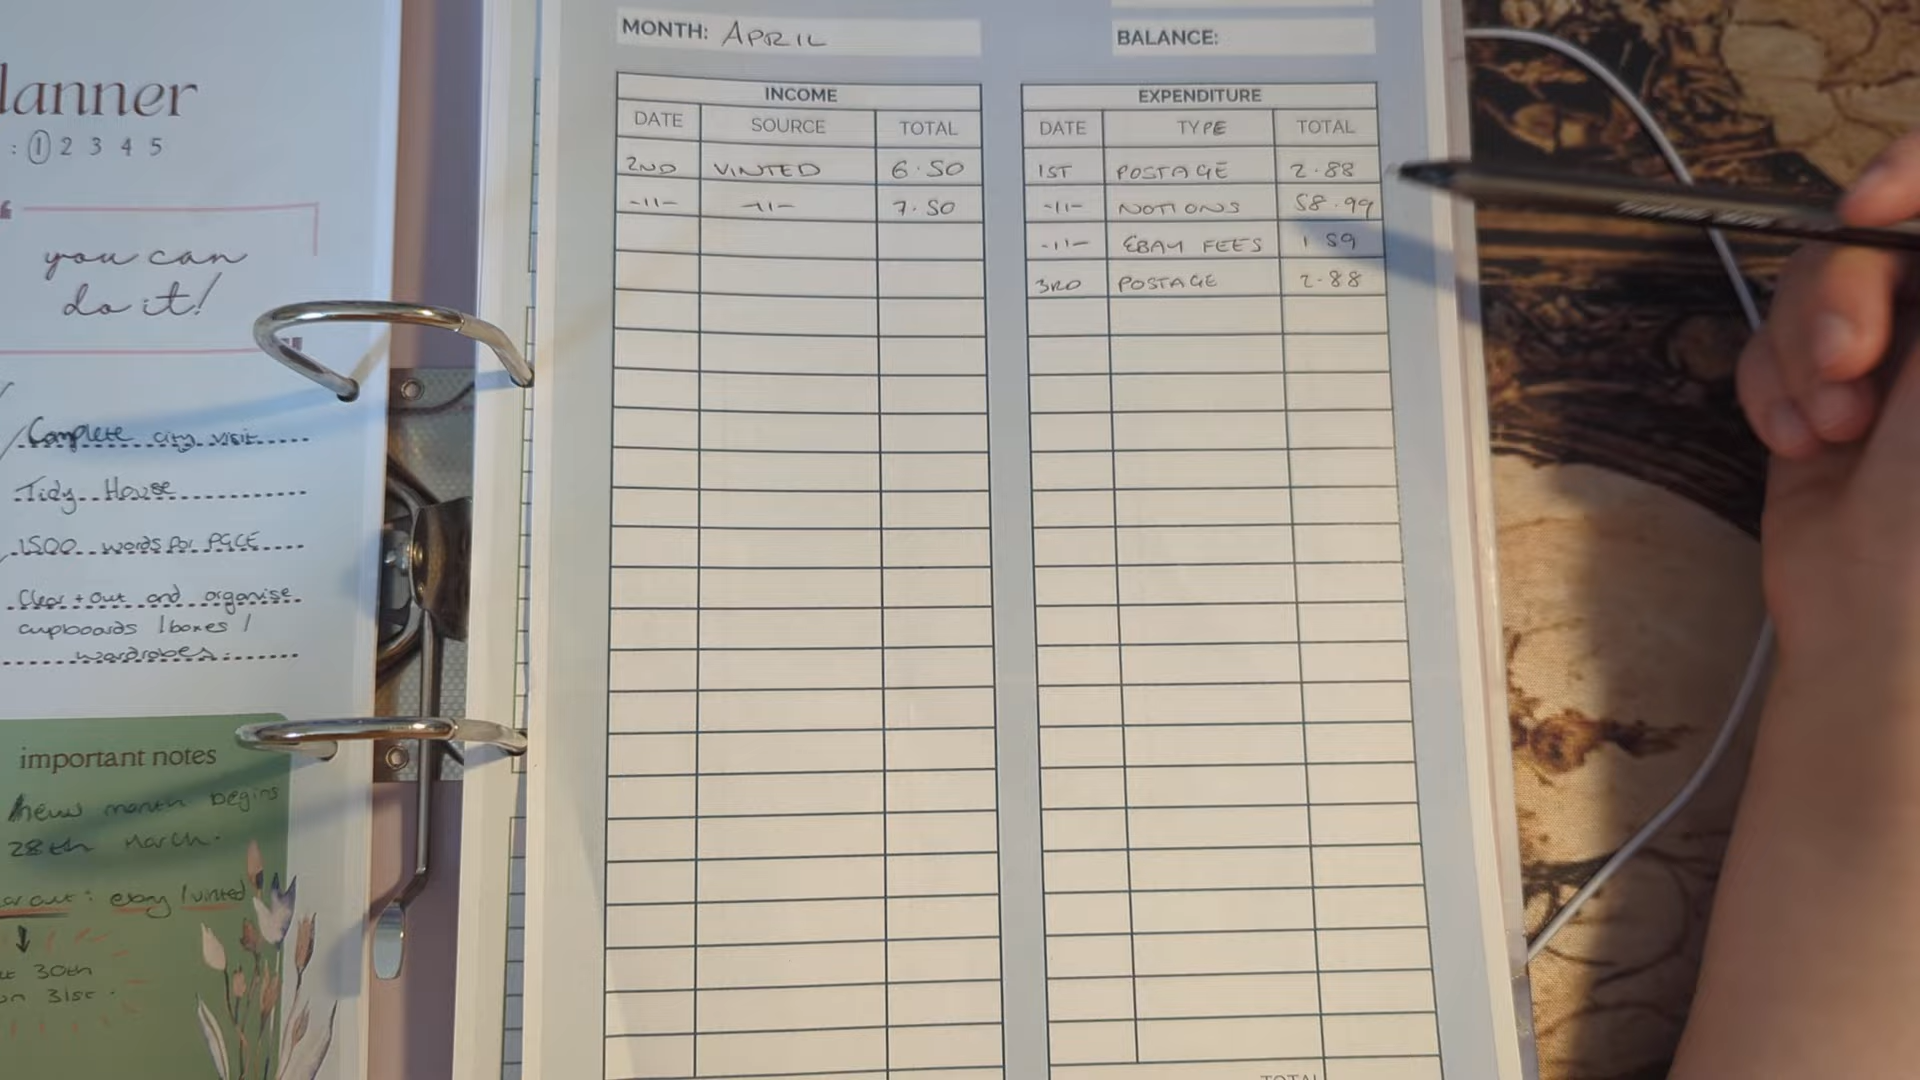 lanner
: 1 2 3 4 5
you can
do it!
Complete city visit
Tidy House
1500 words for PGCE
Clear + out and organise
cupboards / boxes /
wardrobes.
important notes
new month begins
28th March.
out : ebay / vinted
30th
31st.
MONTH: APRIL
INCOME
DATE SOURCE TOTAL
2ND VINTED 6.50
-11- -11- 7.50
BALANCE:
EXPENDITURE
DATE TYPE TOTAL
1ST POSTAGE 2.88
-11- NOTIONS 58.99
-11- EBAY FEES 1 59
3RD POSTAGE 2.88
TOTAL